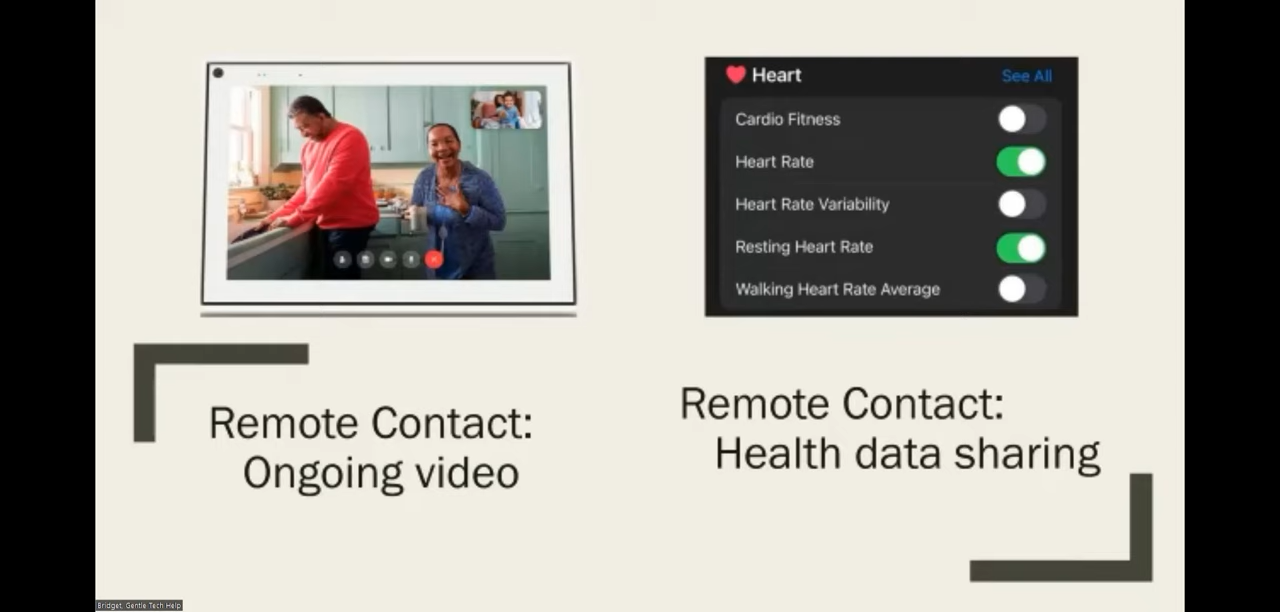 Heart
See All
Cardio Fitness
Heart Rate
Heart Rate Variability
Resting Heart Rate
Walking Heart Rate Average
Remote Contact:
Ongoing video
Remote Contact:
Health data sharing
Bridget, Gentle Tech Help